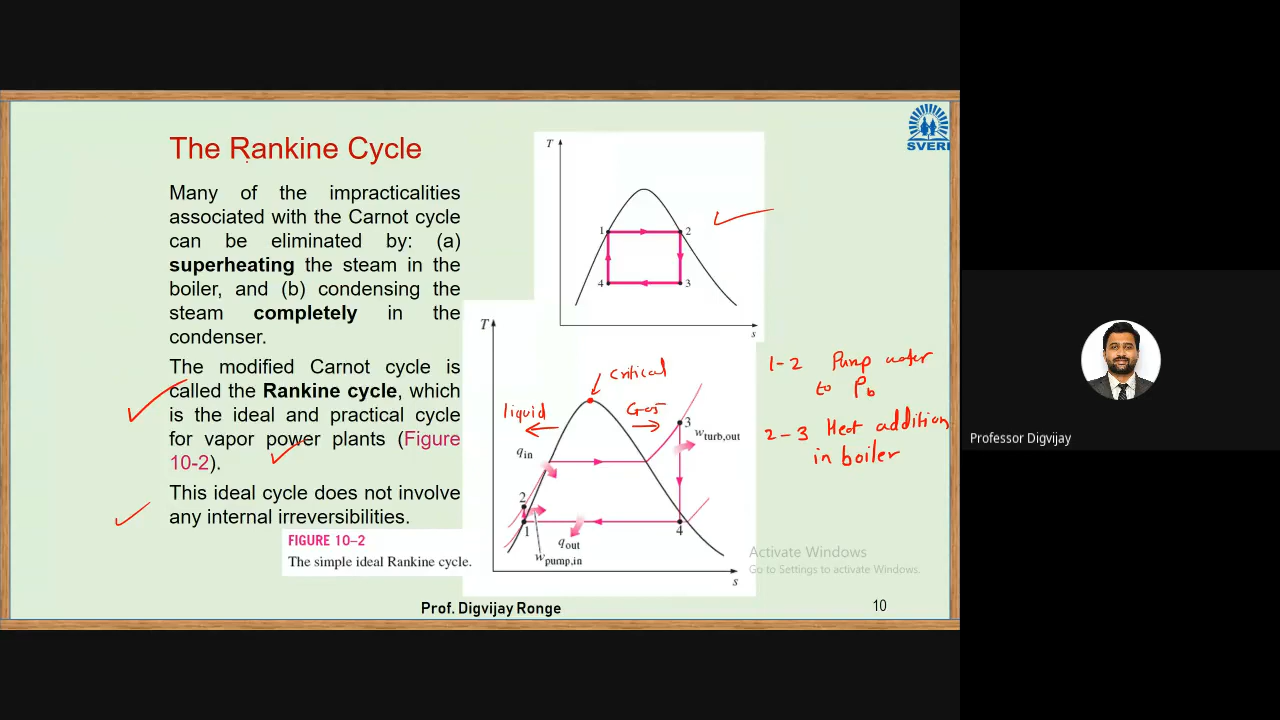 The Rankine Cycle
Many of the impracticalities
associated with the Carnot cycle
can be eliminated by: (a)
superheating the steam in the
boiler, and (b) condensing the
steam completely in the
condenser.
The modified Carnot cycle is
called the Rankine cycle, which
is the ideal and practical cycle
for vapor power plants (Figure
10-2).
This ideal cycle does not involve
any internal irreversibilities.
FIGURE 10–2
The simple ideal Rankine cycle.
T
1
2
4
3
s
T
critical
liquid
Gas
3
w turb,out
q in
2
1
q out
4
w pump,in
s
1-2 Pump water
to Pb
2-3 Heat addition
in boiler
SVERI
Activate Windows
Go to Settings to activate Windows.
Prof. Digvijay Ronge
10
Professor Digvijay